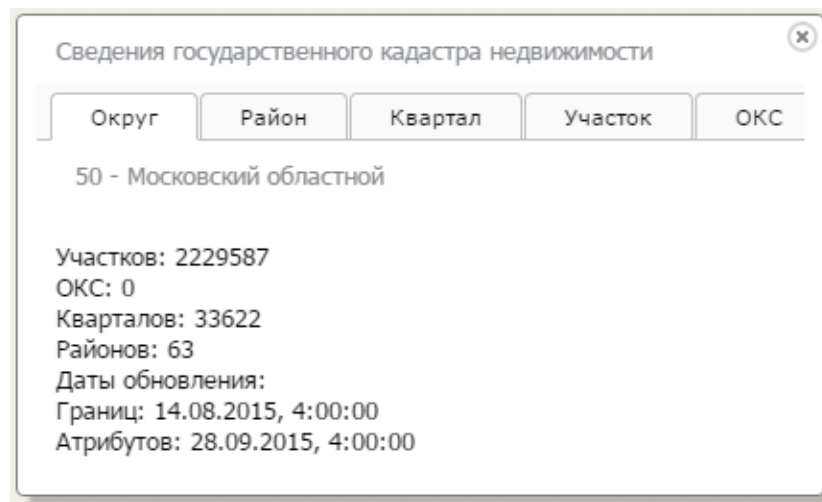 Сведения государственного кадастра недвижимости
Округ Район Квартал Участок ОКС
50 - Московский областной
Участков: 2229587
ОКС: 0
Кварталов: 33622
Районов: 63
Даты обновления:
Границ: 14.08.2015, 4:00:00
Атрибутов: 28.09.2015, 4:00:00